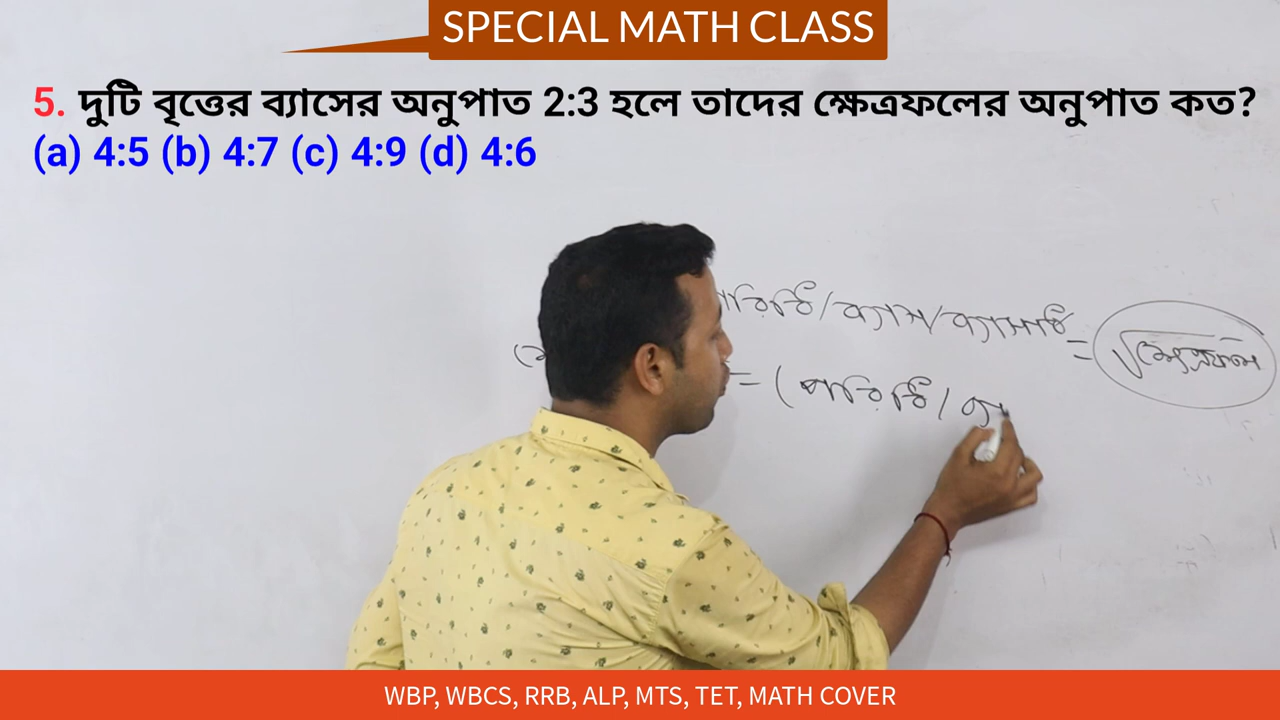 SPECIAL MATH CLASS
5. দুটি বৃত্তের ব্যাসের অনুপাত 2:3 হলে তাদের ক্ষেত্রফলের অনুপাত কত?
(a) 4:5 (b) 4:7 (c) 4:9 (d) 4:6
/ব্যাস/ব্যাসার্ধ = √ক্ষেত্রফল
= (পরিধি/
WBP, WBCS, RRB, ALP, MTS, TET, MATH COVER